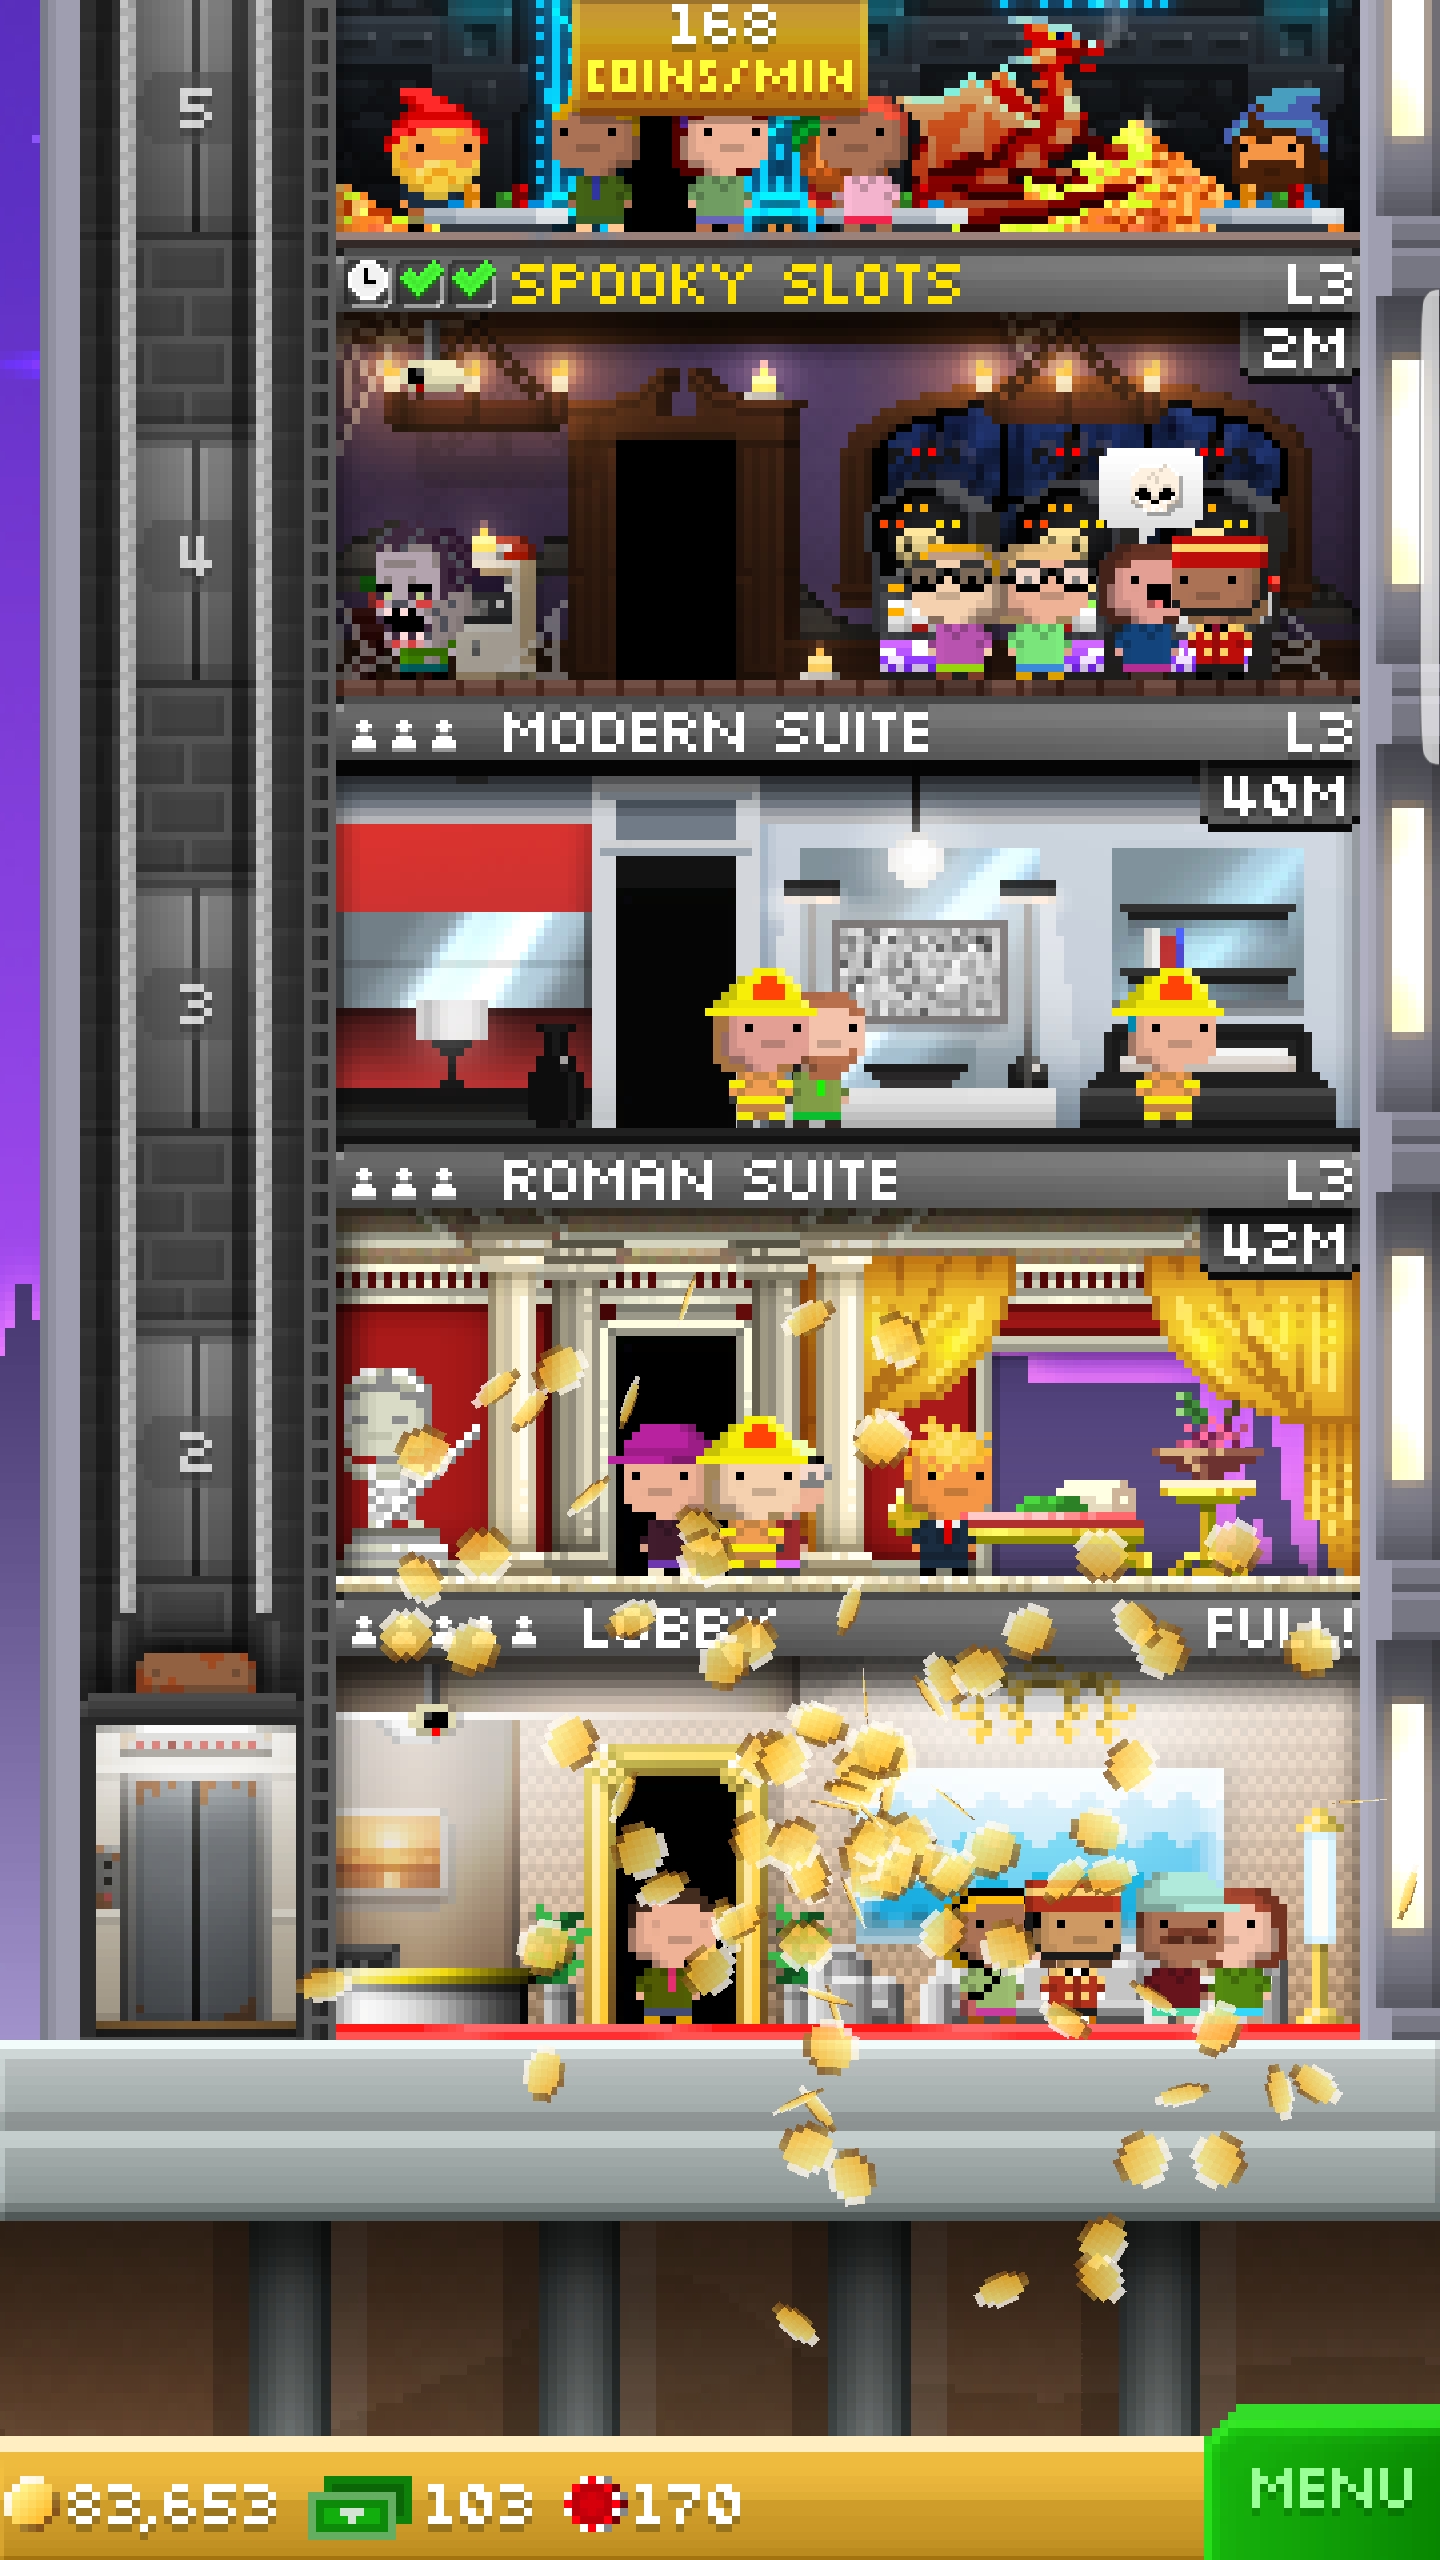 168
COINS/MIN
5
SPOOKY SLOTS L3
2M
4
MODERN SUITE L3
40M
3
ROMAN SUITE L3
42M
2
LOBBY FULL!
83,653 103 170
MENU